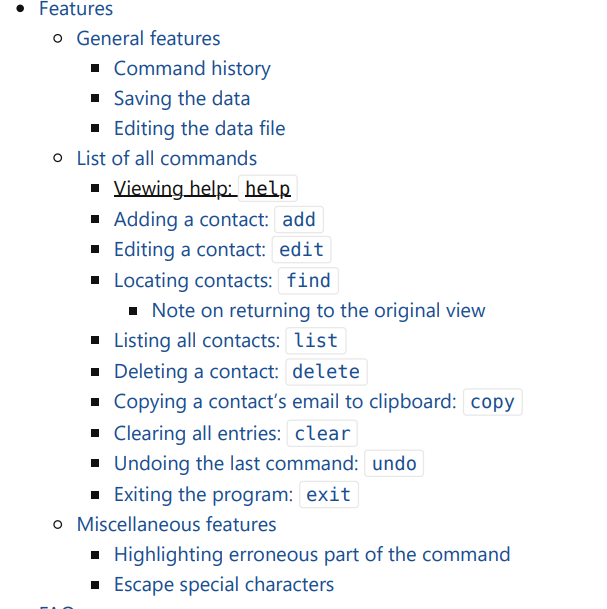 Features
General features
Command history
Saving the data
Editing the data file
List of all commands
Viewing help: help
Adding a contact: add
Editing a contact: edit
Locating contacts: find
Note on returning to the original view
Listing all contacts: list
Deleting a contact: delete
Copying a contact’s email to clipboard: copy
Clearing all entries: clear
Undoing the last command: undo
Exiting the program: exit
Miscellaneous features
Highlighting erroneous part of the command
Escape special characters